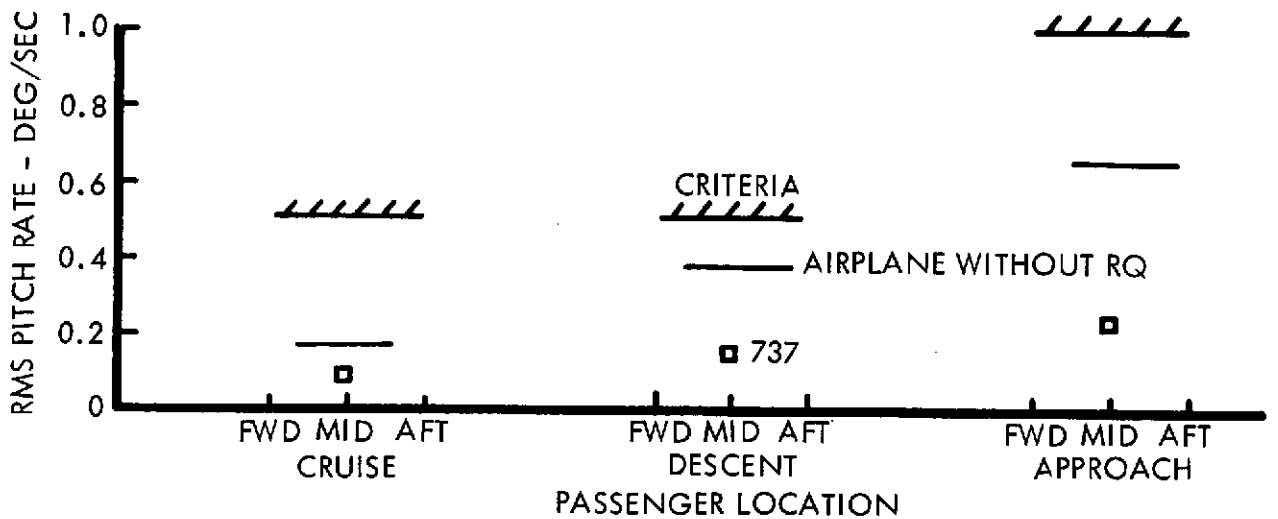 RMS PITCH RATE - DEG/SEC
1.0
0.8
0.6
0.4
0.2
0
CRITERIA
AIRPLANE WITHOUT RQ
737
FWD MID AFT
CRUISE
FWD MID AFT
DESCENT
FWD MID AFT
APPROACH
PASSENGER LOCATION